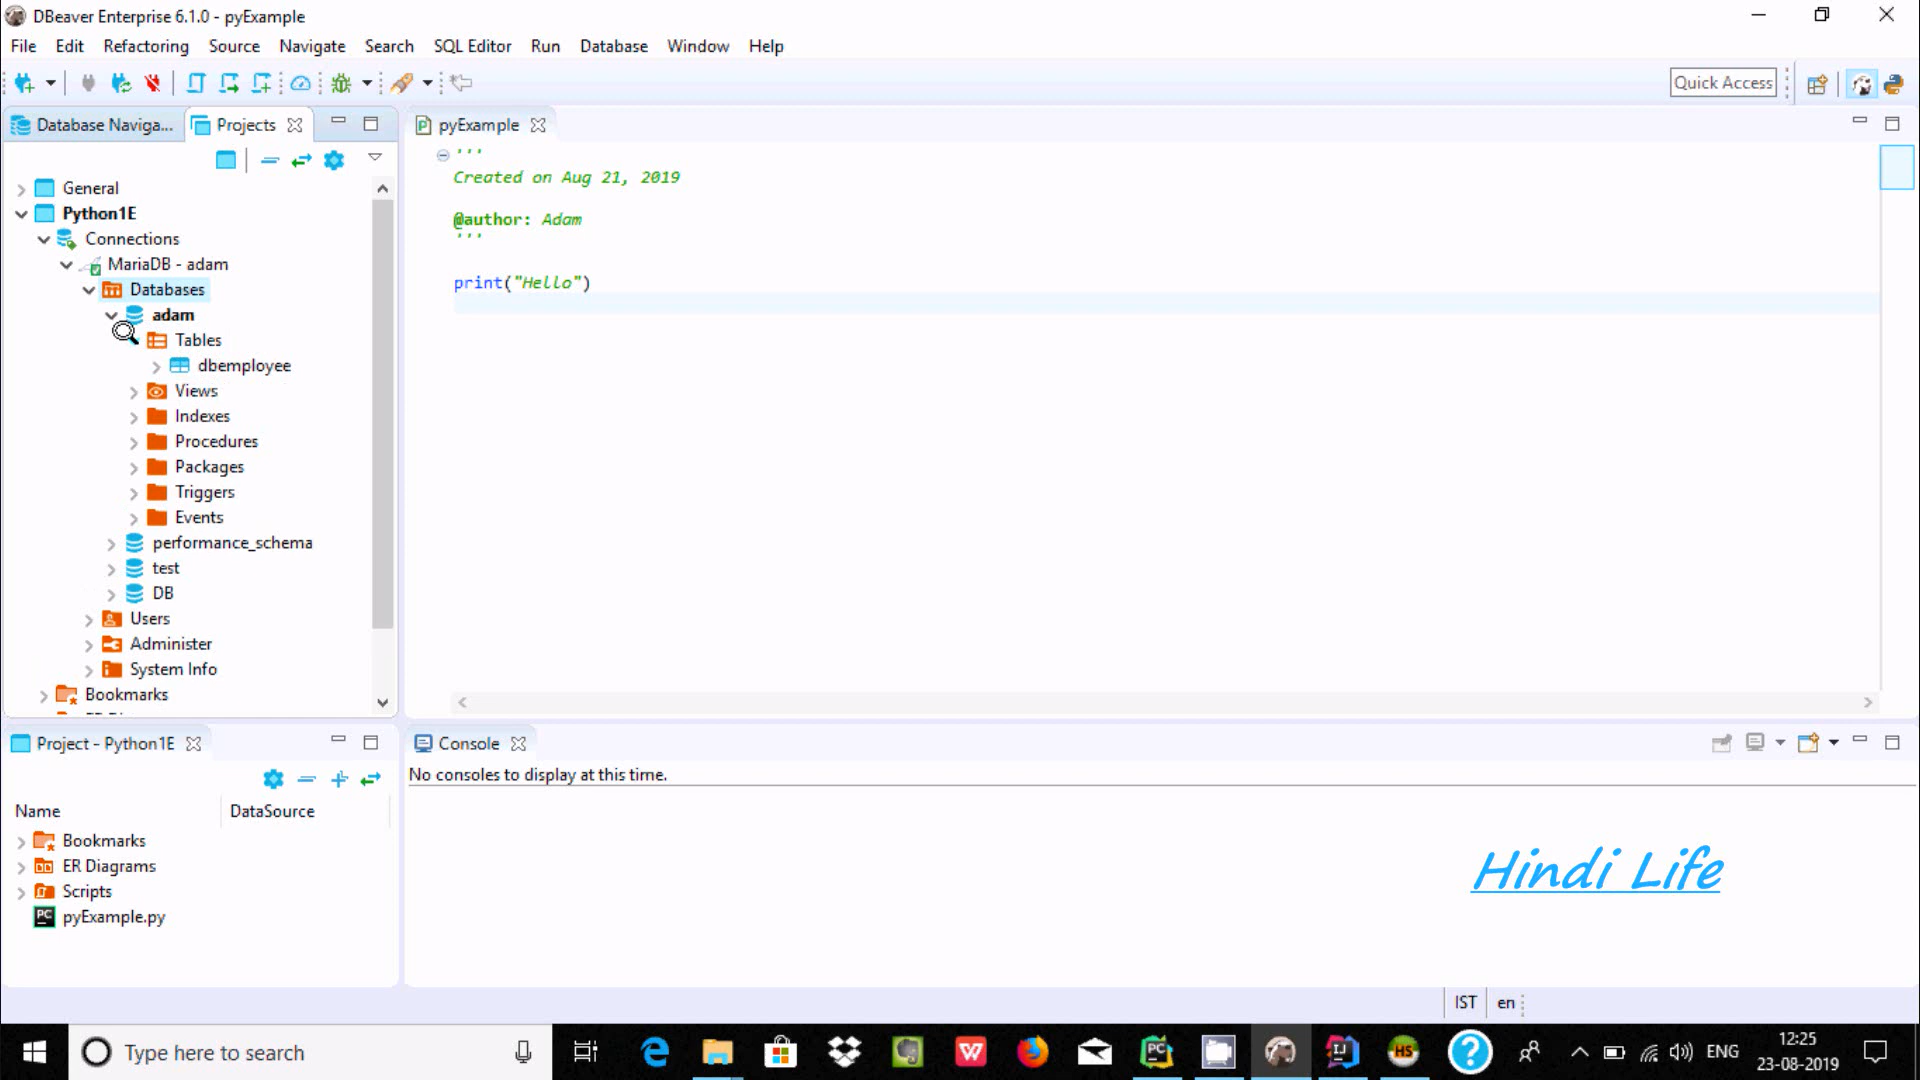 DBeaver Enterprise 6.1.0 - pyExample
File Edit Refactoring Source Navigate Search SQL Editor Run Database Window Help
Quick Access
Database Naviga... Projects
pyExample
General
Python1E
Connections
MariaDB - adam
Databases
adam
Tables
dbemployee
Views
Indexes
Procedures
Packages
Triggers
Events
performance_schema
test
DB
Users
Administer
System Info
Bookmarks
'''
Created on Aug 21, 2019
@author: Adam
'''
print("Hello")
Project - Python1E
Name DataSource
Bookmarks
ER Diagrams
Scripts
pyExample.py
Console
No consoles to display at this time.
Hindi Life
IST en
Type here to search
ENG
12:25
23-08-2019